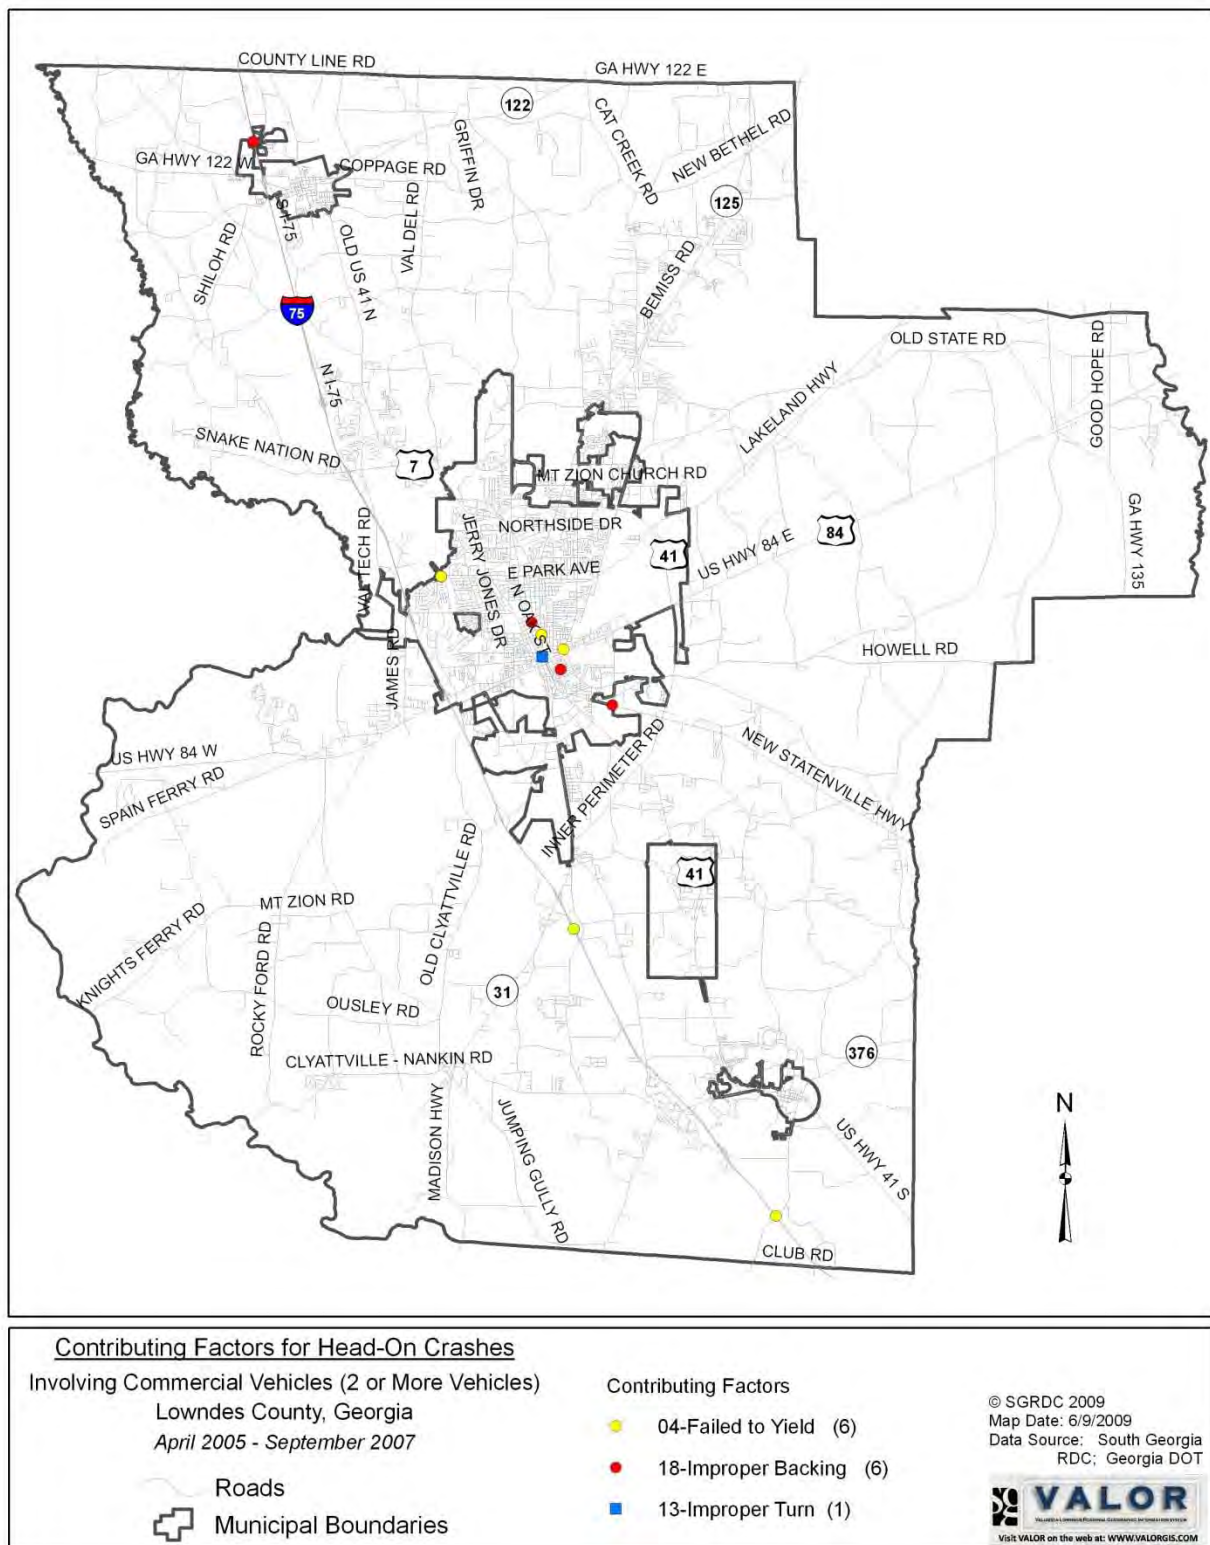 COUNTY LINE RD
GA HWY 122 E
122
CAT CREEK RD
NEW BETHEL RD
GRIFFIN DR
GA HWY 122 W
COPPAGE RD
VAL DEL RD
125
S I-75
OLD US 41 N
SHILOH RD
BEMISS RD
75
OLD STATE RD
GOOD HOPE RD
N I-75
LAKELAND HWY
SNAKE NATION RD
7
MT ZION CHURCH RD
GA HWY 135
NORTHSIDE DR
84
JERRY JONES DR
41
US HWY 84 E
VAL TECH RD
E PARK AVE
N OAK ST
JAMES RD
HOWELL RD
US HWY 84 W
NEW STATENVILLE HWY
SPAIN FERRY RD
INNER PERIMETER RD
41
OLD CLYATTVILLE RD
MT ZION RD
KNIGHTS FERRY RD
ROCKY FORD RD
31
OUSLEY RD
CLYATTVILLE - NANKIN RD
376
MADISON HWY
JUMPING GULLY RD
US HWY 41 S
CLUB RD
N
Contributing Factors for Head-On Crashes
Involving Commercial Vehicles (2 or More Vehicles)
Lowndes County, Georgia
April 2005 - September 2007
Roads
Municipal Boundaries
Contributing Factors
04-Failed to Yield (6)
18-Improper Backing (6)
13-Improper Turn (1)
© SGRDC 2009
Map Date: 6/9/2009
Data Source: South Georgia
RDC; Georgia DOT
VALOR
Visit VALOR on the web at: WWW.VALORGIS.COM